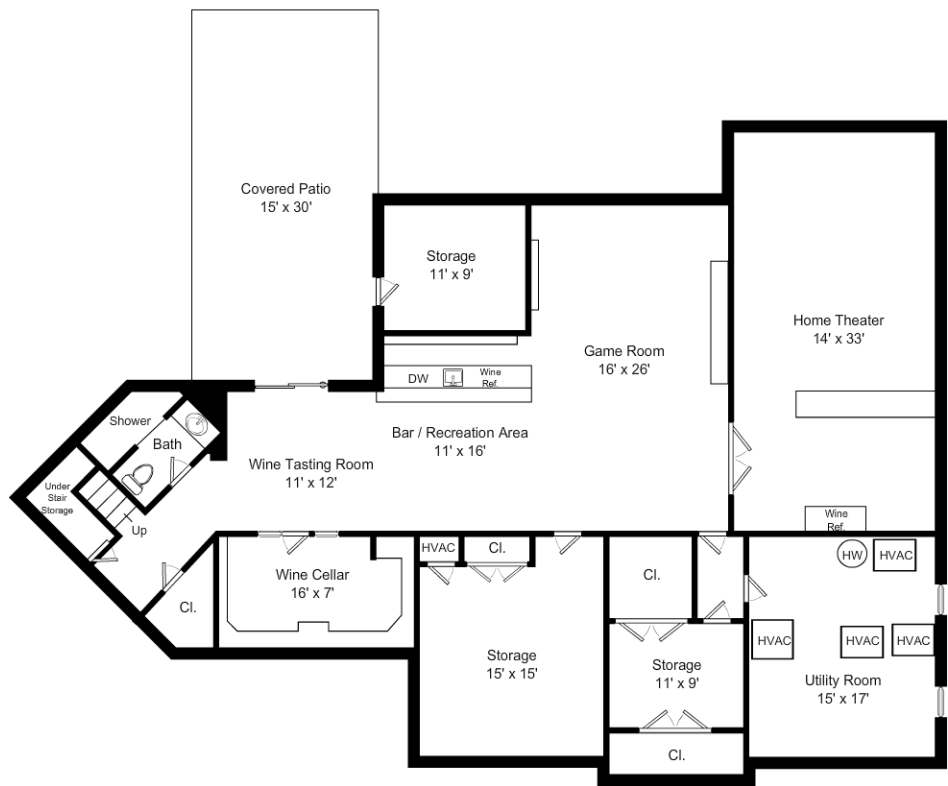 Covered Patio
15' x 30'
Storage
11' x 9'
Home Theater
14' x 33'
Game Room
16' x 26'
DW
Wine
Ref.
Shower
Bath
Bar / Recreation Area
11' x 16'
Wine Tasting Room
11' x 12'
Under
Stair
Storage
Up
Wine
Ref.
HVAC
Cl.
HW
HVAC
Wine Cellar
16' x 7'
Cl.
Cl.
HVAC
HVAC
HVAC
Storage
15' x 15'
Storage
11' x 9'
Utility Room
15' x 17'
Cl.